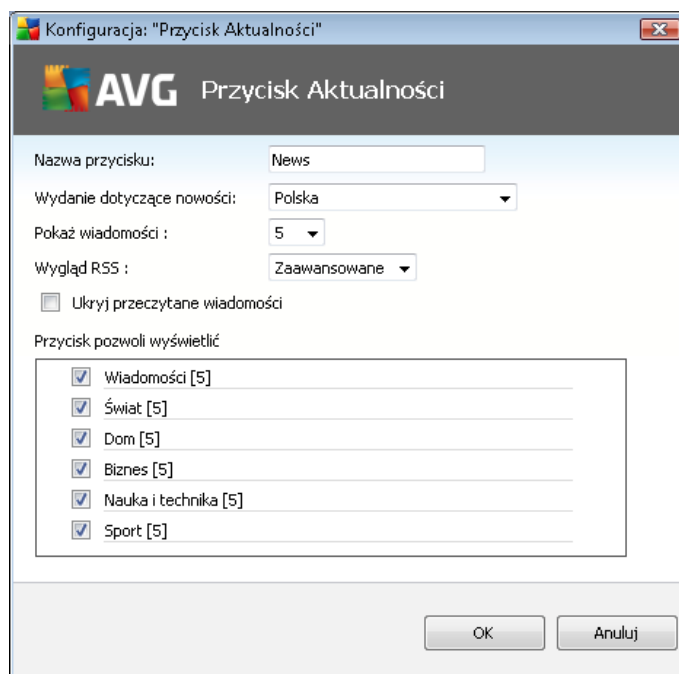 Konfiguracja: "Przycisk Aktualności"
AVG Przycisk Aktualności
Nazwa przycisku: News
Wydanie dotyczące nowości: Polska
Pokaż wiadomości : 5
Wygląd RSS : Zaawansowane
Ukryj przeczytane wiadomości
Przycisk pozwoli wyświetlić
Wiadomości [5]
Świat [5]
Dom [5]
Biznes [5]
Nauka i technika [5]
Sport [5]
OK Anuluj